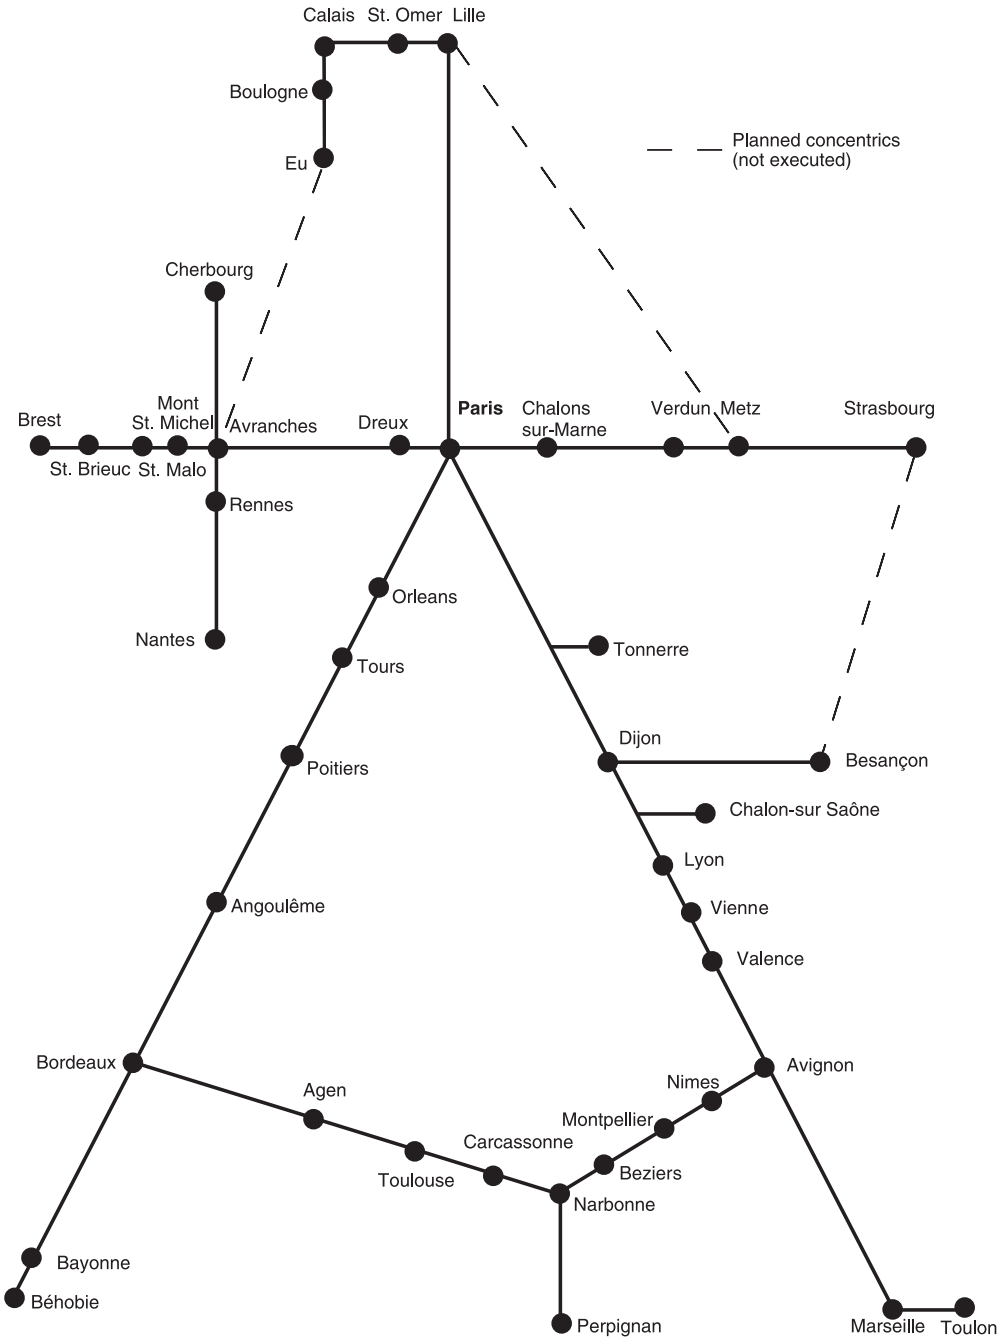 Calais St. Omer Lille
Boulogne
Planned concentrics
(not executed)
Eu
Cherbourg
Mont
St. Michel
Brest
Avranches
Dreux
Paris
Chalons
sur-Marne
Verdun Metz
Strasbourg
St. Brieuc St. Malo
Rennes
Orleans
Nantes
Tonnerre
Tours
Dijon
Besançon
Poitiers
Chalon-sur Saône
Lyon
Angoulême
Vienne
Valence
Bordeaux
Avignon
Agen
Nimes
Montpellier
Carcassonne
Toulouse
Beziers
Narbonne
Bayonne
Béhobie
Perpignan
Marseille Toulon